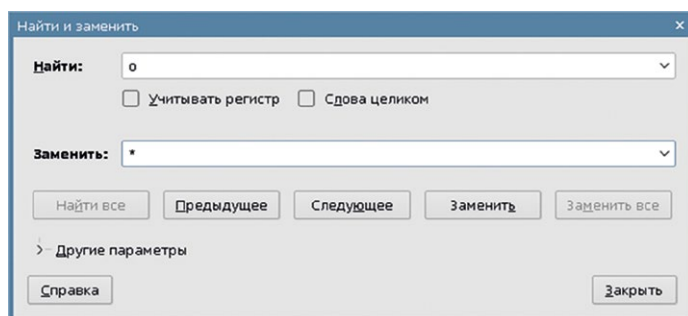 Найти и заменить ×
Найти: о
Учитывать регистр Слова целиком
Заменить: *
Найти все Предыдущее Следующее Заменить Заменить все
Другие параметры
Справка Закрыть